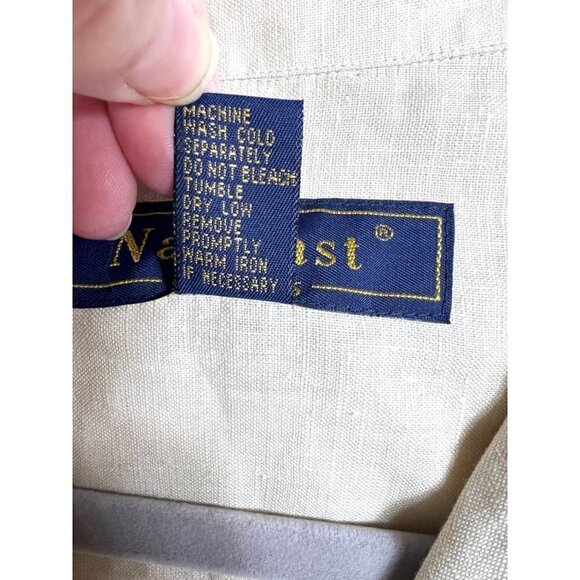 MACHINE
WASH COLD
SEPARATELY
DO NOT BLEACH
TUMBLE
DRY LOW
REMOVE
PROMPTLY
WARM IRON
IF NECESSARY
®